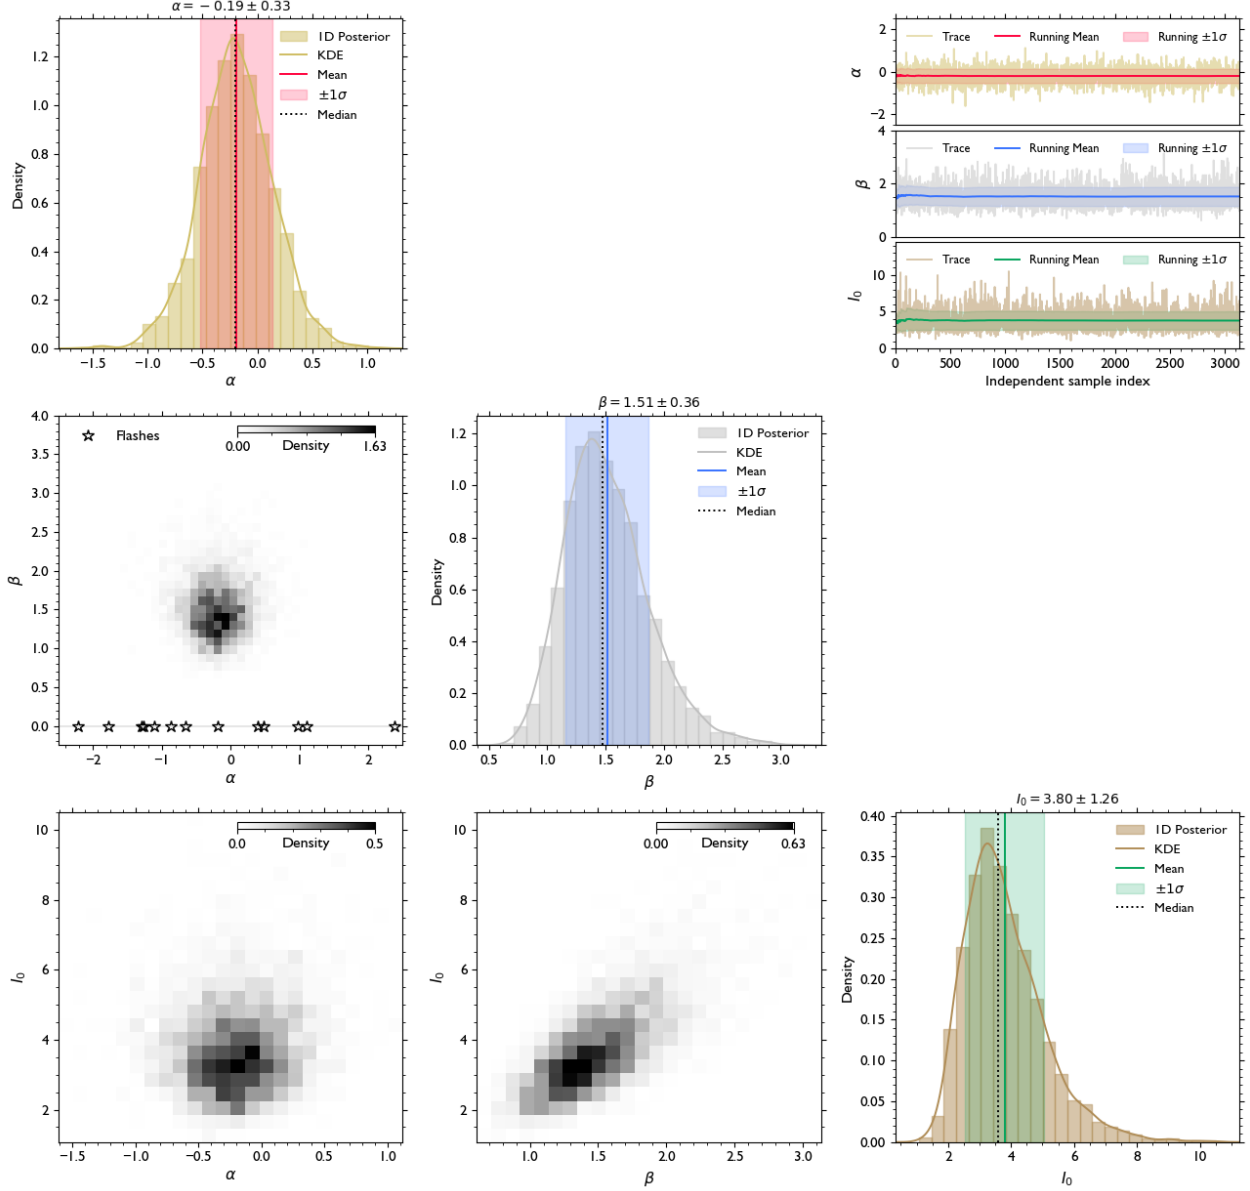 α = − 0.19 ± 0.33
1D Posterior
KDE
Mean
±1σ
Median
Density
0.0
0.2
0.4
0.6
0.8
1.0
1.2
−1.5 −1.0 −0.5 0.0 0.5 1.0
α
Trace Running Mean Running ±1σ
α
2
0
−2
Trace Running Mean Running ±1σ
β
4
2
0
Trace Running Mean Running ±1σ
I0
10
5
0
0 500 1000 1500 2000 2500 3000
Independent sample index
Flashes
0.00 Density 1.63
β
4.0
3.5
3.0
2.5
2.0
1.5
1.0
0.5
0.0
−2 −1 0 1 2
α
β = 1.51 ± 0.36
1D Posterior
KDE
Mean
±1σ
Median
Density
1.2
1.0
0.8
0.6
0.4
0.2
0.0
0.5 1.0 1.5 2.0 2.5 3.0
β
0.0 Density 0.5
I0
10
8
6
4
2
−1.5 −1.0 −0.5 0.0 0.5 1.0
α
0.00 Density 0.63
I0
10
8
6
4
2
1.0 1.5 2.0 2.5 3.0
β
I0 = 3.80 ± 1.26
1D Posterior
KDE
Mean
±1σ
Median
Density
0.40
0.35
0.30
0.25
0.20
0.15
0.10
0.05
0.00
2 4 6 8 10
I0